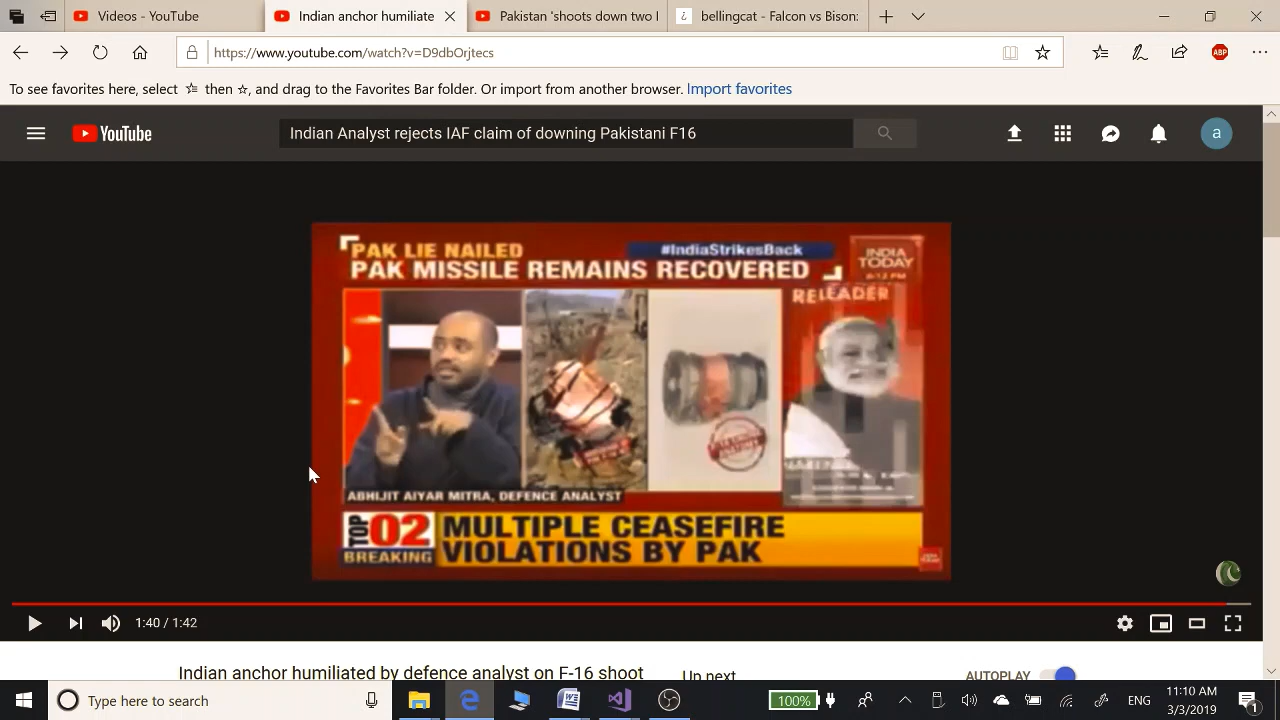 Videos - YouTube
Indian anchor humiliate
Pakistan 'shoots down two I
bellingcat - Falcon vs Bison:
https://www.youtube.com/watch?v=D9dbOrjtecs
ABP
To see favorites here, select then ☆, and drag to the Favorites Bar folder. Or import from another browser. Import favorites
YouTube
Indian Analyst rejects IAF claim of downing Pakistani F16
a
PAK LIE NAILED
#IndiaStrikesBack
INDIA TODAY
PAK MISSILE REMAINS RECOVERED
ABHIJIT AIYAR MITRA, DEFENCE ANALYST
TOP 02 BREAKING
MULTIPLE CEASEFIRE
VIOLATIONS BY PAK
1:40 / 1:42
Indian anchor humiliated by defence analyst on F-16 shoot
Up next
AUTOPLAY
Type here to search
100%
ENG
11:10 AM
3/3/2019